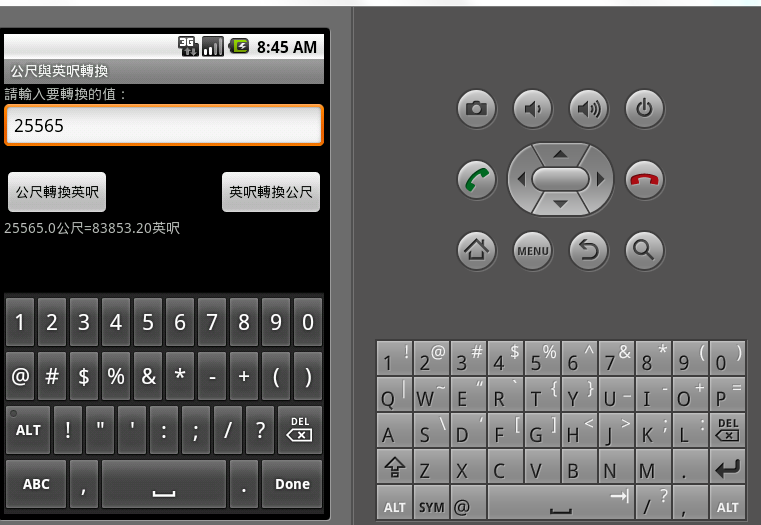 3G 8:45 AM
公尺與英呎轉換
請輸入要轉換的值：
25565
公尺轉換英呎 英呎轉換公尺
25565.0公尺=83853.20英呎
1 2 3 4 5 6 7 8 9 0
@ # $ % & * - + ( )
ALT ! " ' : ; / ? DEL
ABC , . Done
MENU
1 ! 2 @ 3 # 4 $ 5 % 6 ^ 7 & 8 * 9 ( 0 )
Q | W ~ E “ R ` T { Y } U _ I - O + P =
A S \ D ‘ F [ G ] H < J > K ; L : DEL
Z X C V B N M .
ALT SYM @ / ? , ALT